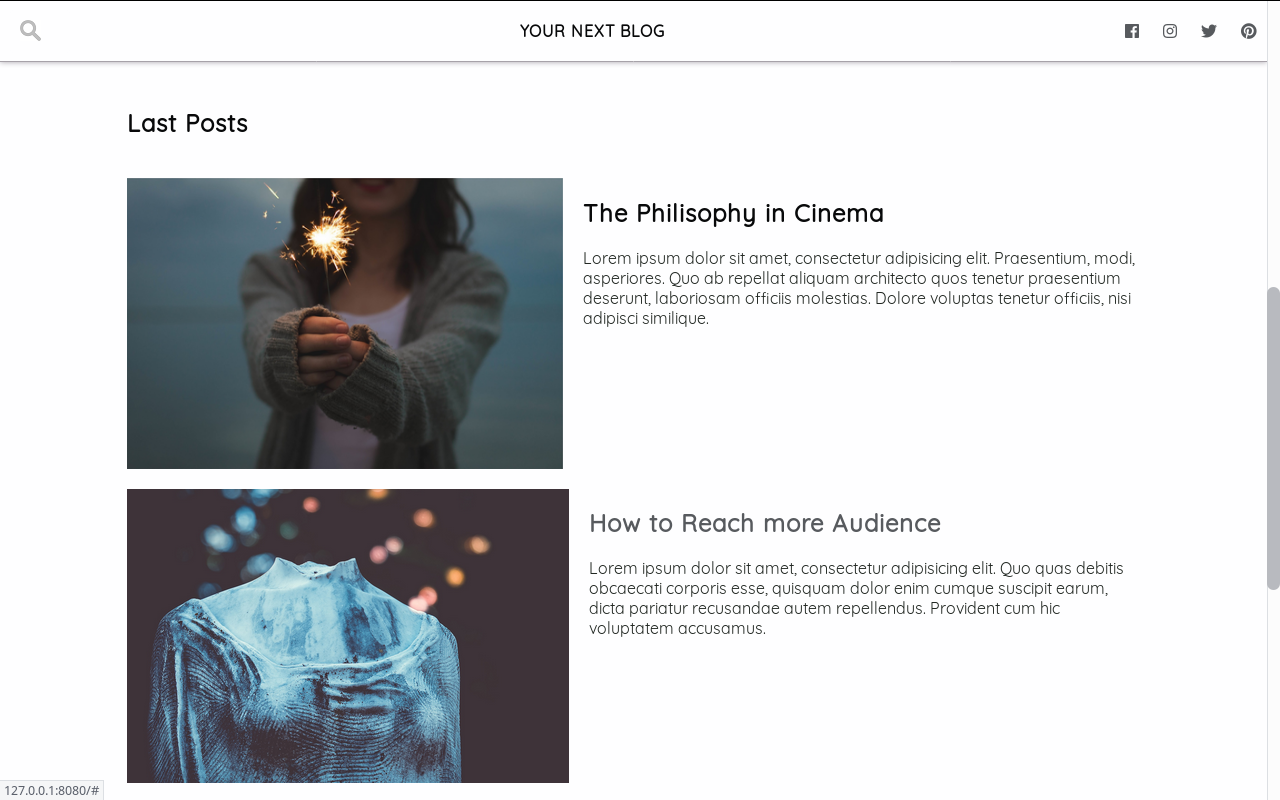 YOUR NEXT BLOG
Last Posts
The Philisophy in Cinema
Lorem ipsum dolor sit amet, consectetur adipisicing elit. Praesentium, modi,
asperiores. Quo ab repellat aliquam architecto quos tenetur praesentium
deserunt, laboriosam officiis molestias. Dolore voluptas tenetur officiis, nisi
adipisci similique.
How to Reach more Audience
Lorem ipsum dolor sit amet, consectetur adipisicing elit. Quo quas debitis
obcaecati corporis esse, quisquam dolor enim cumque suscipit earum,
dicta pariatur recusandae autem repellendus. Provident cum hic
voluptatem accusamus.
127.0.0.1:8080/#